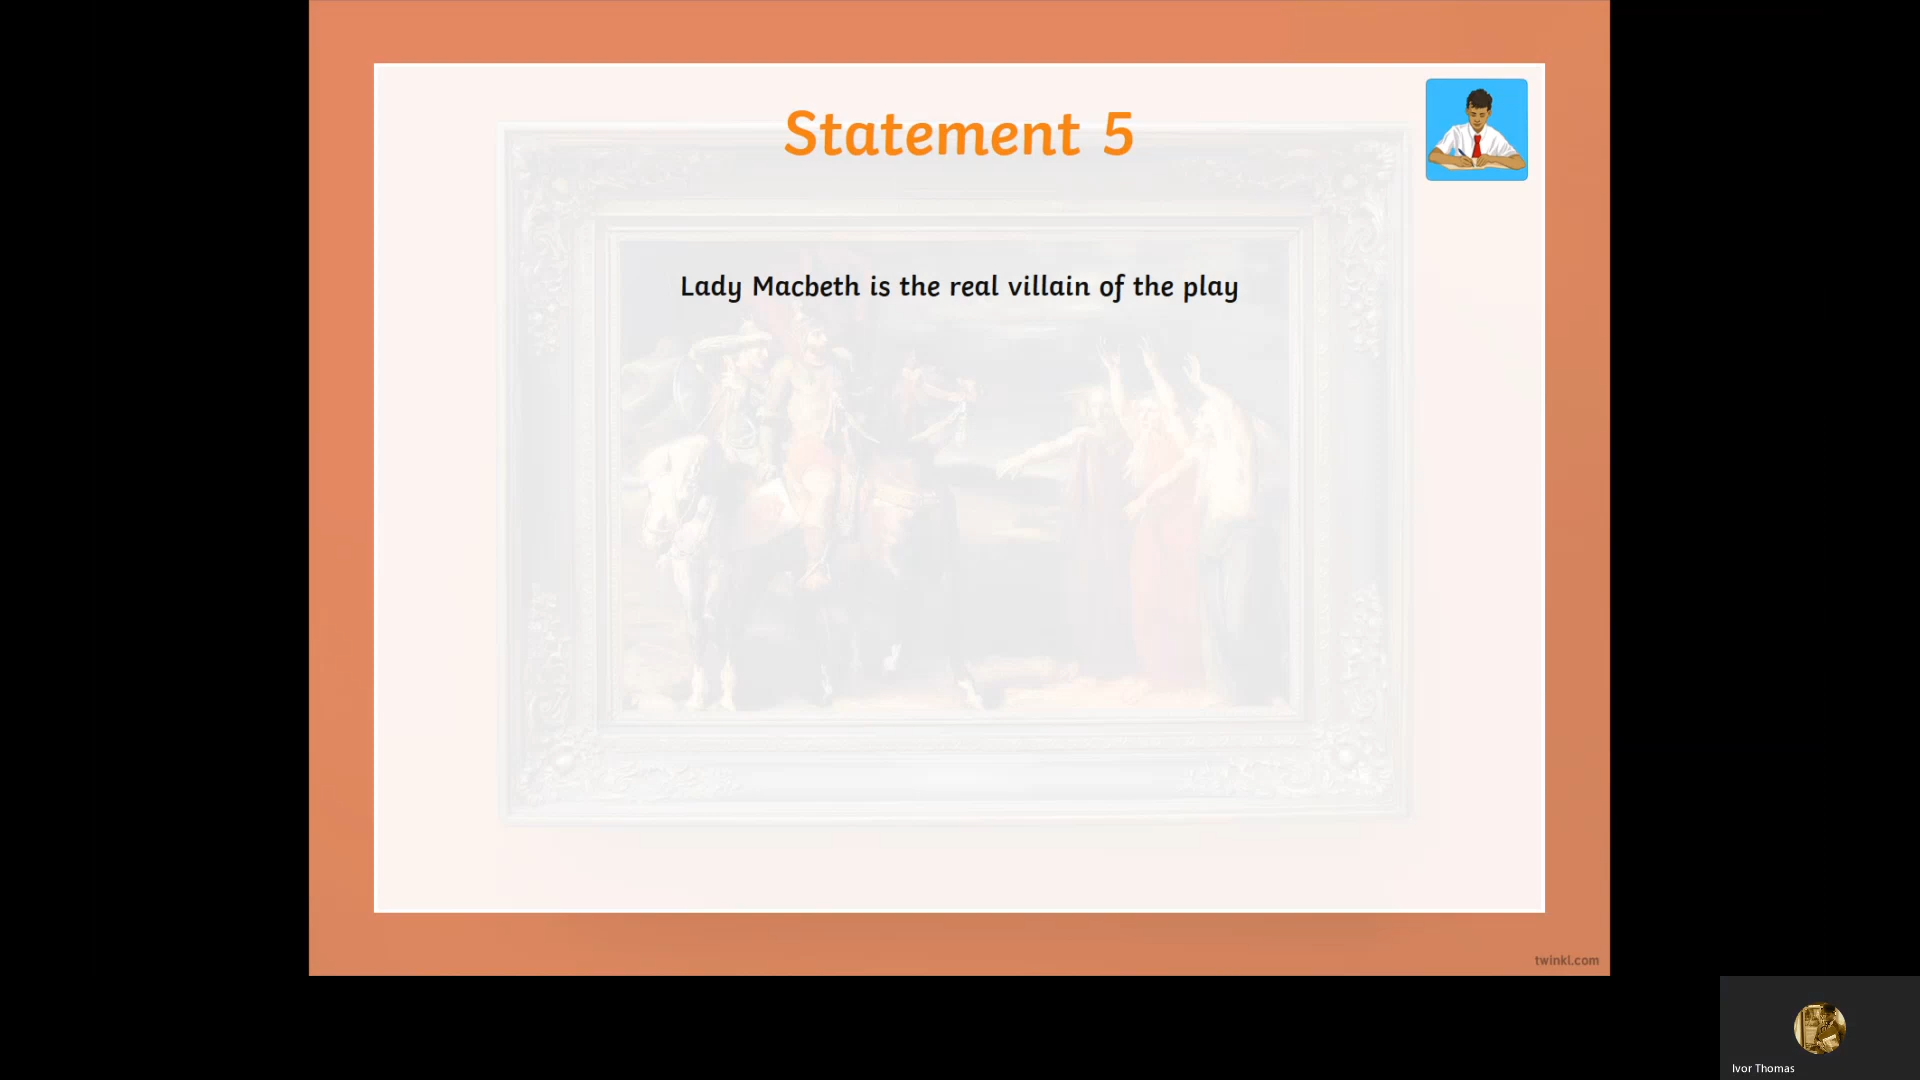 Statement 5
Lady Macbeth is the real villain of the play
twinkl.com
Ivor Thomas